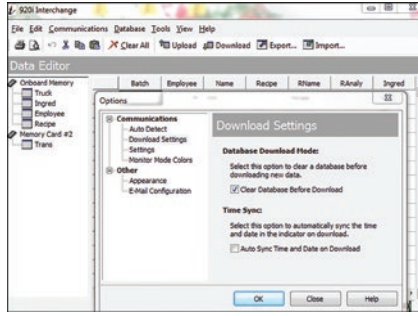 920i Interchange
File Edit Communications Database Tools View Help
Clear All Upload Download Export... Import...
Data Editor
Onboard Memory
Truck
Ingred
Employee
Recipe
Memory Card #2
Trans
Batch Employee Name Recipe RName RAnaly Ingred
Options
Communications
Auto Detect
Download Settings
Settings
Monitor Mode Colors
Other
Appearance
E-Mail Configuration
Download Settings
Database Download Mode:
Select this option to clear a database before
downloading new data.
Clear Database Before Download
Time Sync:
Select this option to automatically sync the time
and date in the indicator on download.
Auto Sync Time and Date on Download
OK Close Help